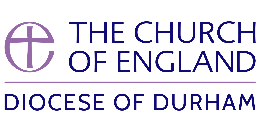 THE CHURCH
OF ENGLAND
DIOCESE OF DURHAM